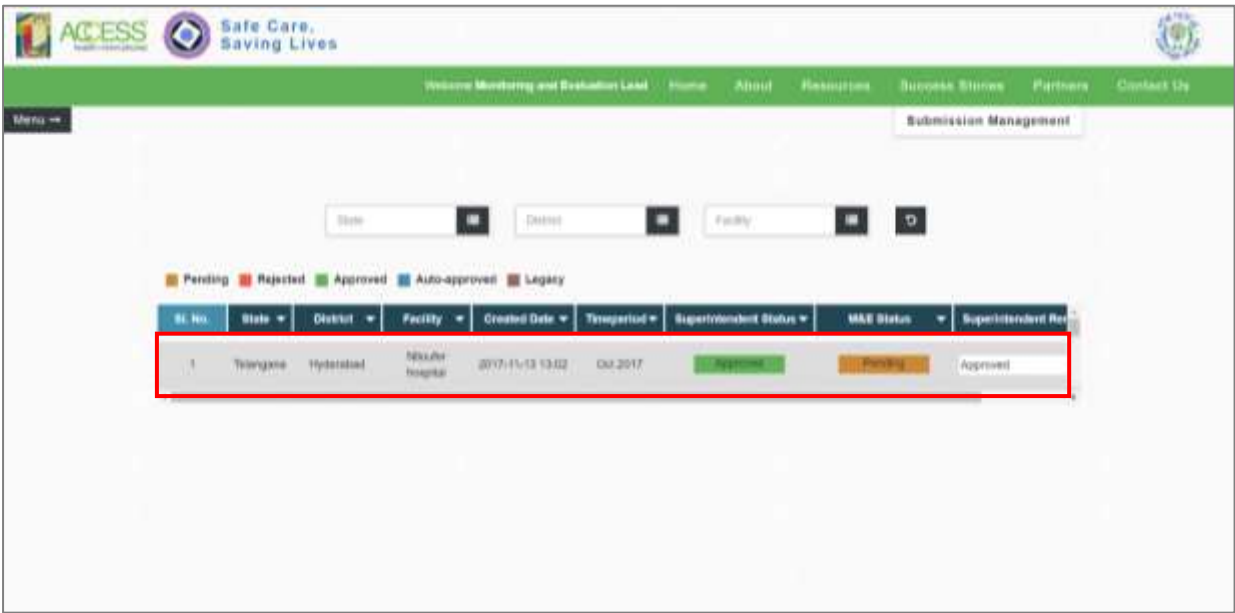 ACCESS
Safe Care,
Saving Lives
Welcome Monitoring and Evaluation Lead Home About Resources Success Stories Partners Contact Us
Menu
Submission Management
State District Facility
Pending Rejected Approved Auto-approved Legacy
Sl. No. State District Facility Created Date Timeperiod Superintendent Status M&E Status Superintendent Re
1 Telangana Hyderabad hospital 2017-11-13 13:02 Oct 2017 Approved Pending Approved